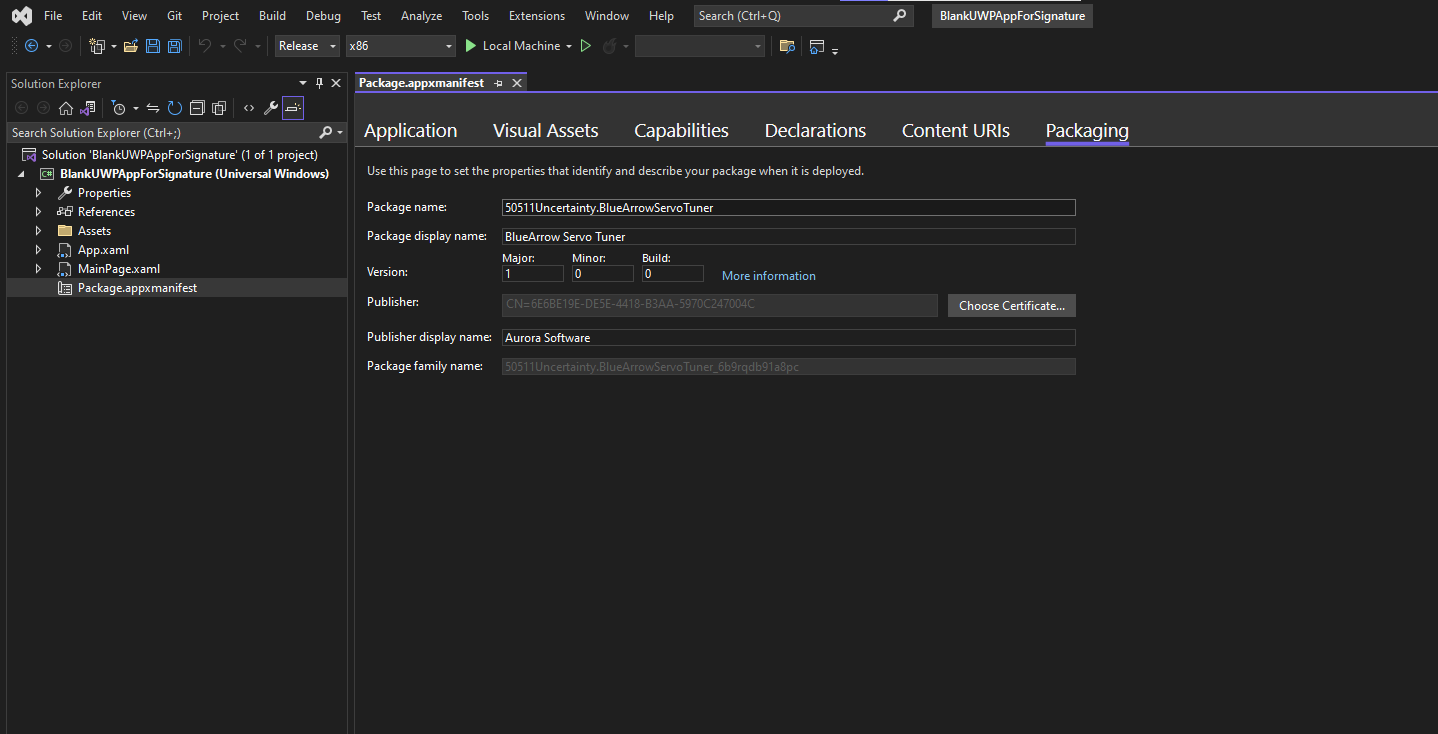 File Edit View Git Project Build Debug Test Analyze Tools Extensions Window Help Search (Ctrl+Q) BlankUWPAppForSignature
Release x86 Local Machine
Solution Explorer
Search Solution Explorer (Ctrl+;)
Solution 'BlankUWPAppForSignature' (1 of 1 project)
C# BlankUWPAppForSignature (Universal Windows)
Properties
References
Assets
App.xaml
MainPage.xaml
Package.appxmanifest
Package.appxmanifest
Application Visual Assets Capabilities Declarations Content URIs Packaging
Use this page to set the properties that identify and describe your package when it is deployed.
Package name: 50511Uncertainty.BlueArrowServoTuner
Package display name: BlueArrow Servo Tuner
Major: Minor: Build:
Version: 1 0 0 More information
Publisher: CN=6E6BE19E-DE5E-4418-B3AA-5970C247004C Choose Certificate...
Publisher display name: Aurora Software
Package family name: 50511Uncertainty.BlueArrowServoTuner_6b9rqdb91a8pc